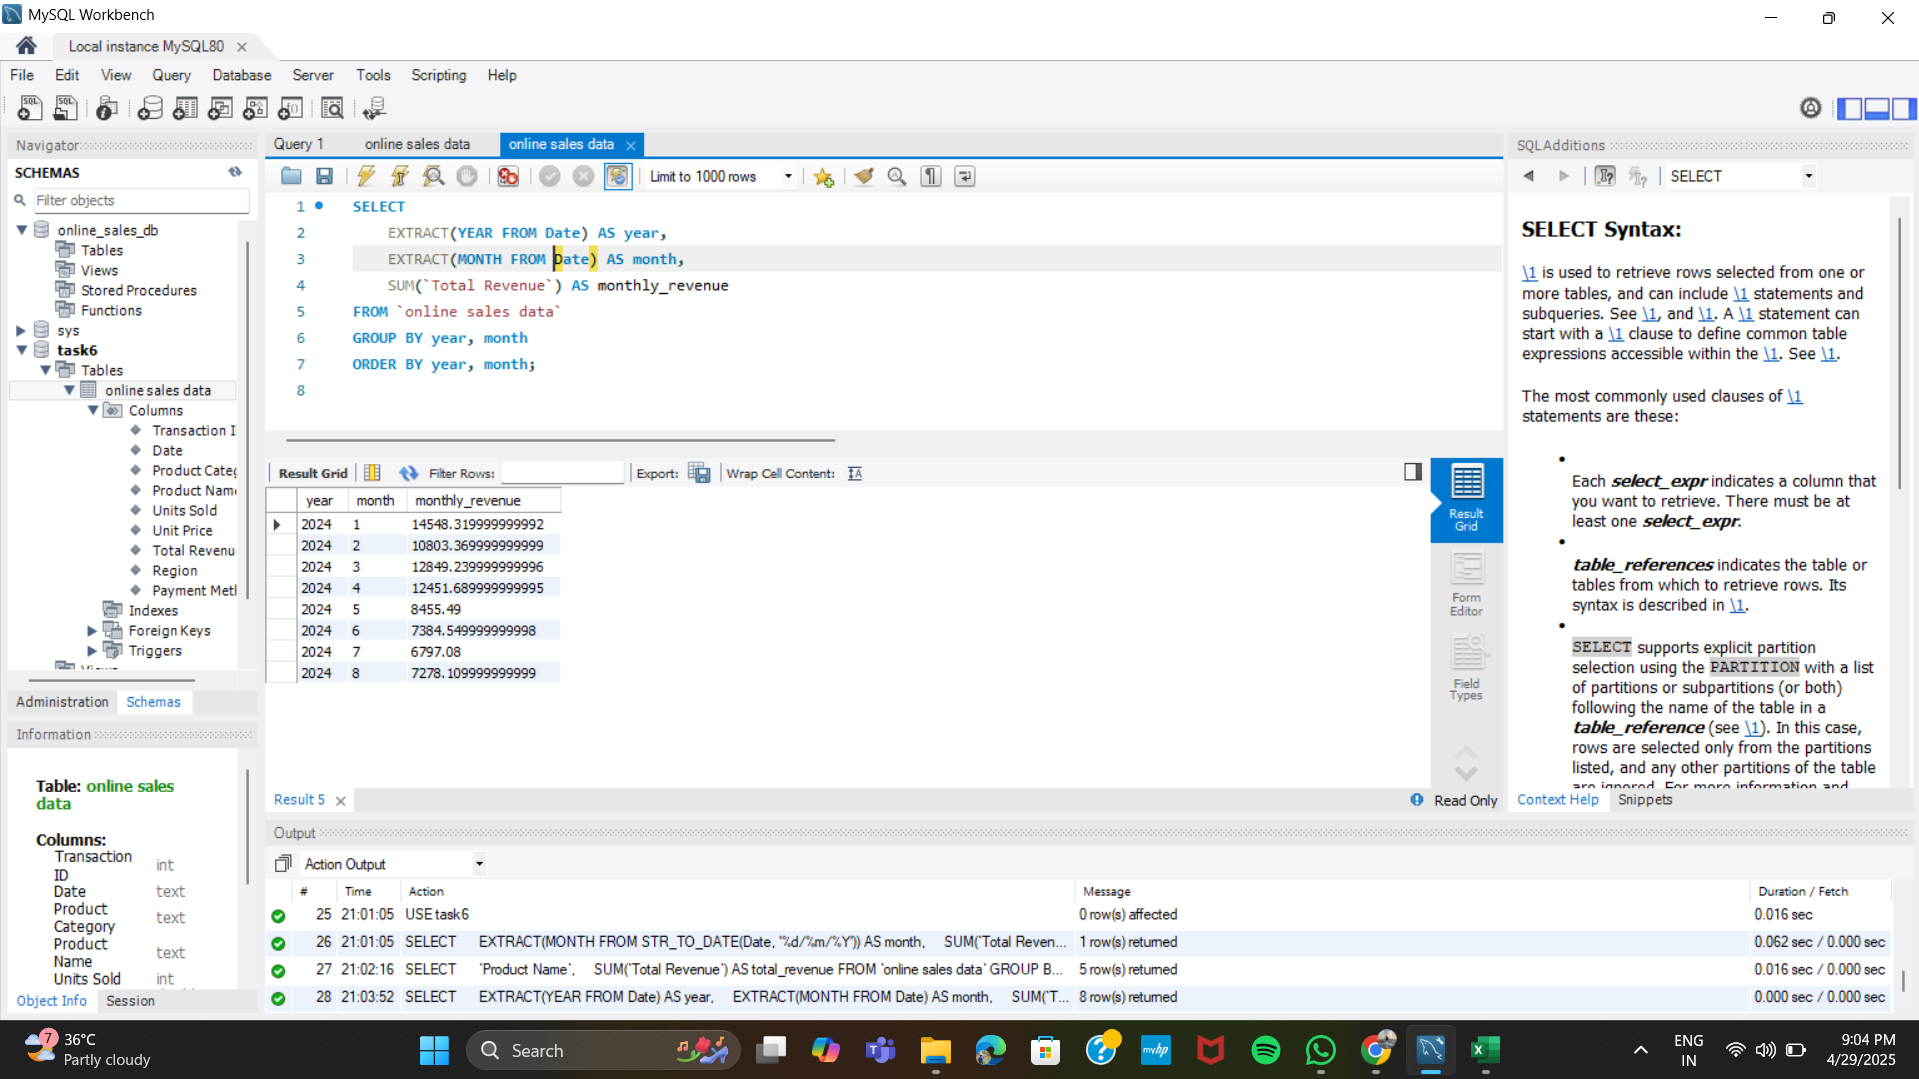 MySQL Workbench
Local instance MySQL80
File Edit View Query Database Server Tools Scripting Help
Navigator
SCHEMAS
Filter objects
online_sales_db
Tables
Views
Stored Procedures
Functions
sys
task6
Tables
online sales data
Columns
Transaction I
Date
Product Categ
Product Name
Units Sold
Unit Price
Total Revenu
Region
Payment Met
Indexes
Foreign Keys
Triggers
Administration Schemas
Information
Table: online sales
data
Columns:
Transaction
ID int
Date text
Product
Category text
Product
Name text
Units Sold int
Object Info Session
Query 1 online sales data online sales data
Limit to 1000 rows
1 SELECT
2 EXTRACT(YEAR FROM Date) AS year,
3 EXTRACT(MONTH FROM Date) AS month,
4 SUM(`Total Revenue`) AS monthly_revenue
5 FROM `online sales data`
6 GROUP BY year, month
7 ORDER BY year, month;
8
Result Grid Filter Rows: Export: Wrap Cell Content:
year month monthly_revenue
2024 1 14548.319999999992
2024 2 10803.369999999999
2024 3 12849.239999999996
2024 4 12451.689999999995
2024 5 8455.49
2024 6 7384.549999999998
2024 7 6797.08
2024 8 7278.109999999999
Result
Grid
Form
Editor
Field
Types
Result 5
Read Only
SQLAdditions
SELECT
SELECT Syntax:
\1 is used to retrieve rows selected from one or
more tables, and can include \1 statements and
subqueries. See \1, and \1. A \1 statement can
start with a \1 clause to define common table
expressions accessible within the \1. See \1.
The most commonly used clauses of \1
statements are these:
Each select_expr indicates a column that
you want to retrieve. There must be at
least one select_expr.
table_references indicates the table or
tables from which to retrieve rows. Its
syntax is described in \1.
SELECT supports explicit partition
selection using the PARTITION with a list
of partitions or subpartitions (or both)
following the name of the table in a
table_reference (see \1). In this case,
rows are selected only from the partitions
listed, and any other partitions of the table
are ignored. For more information and
Context Help Snippets
Output
Action Output
# Time Action Message Duration / Fetch
25 21:01:05 USE task6 0 row(s) affected 0.016 sec
26 21:01:05 SELECT EXTRACT(MONTH FROM STR_TO_DATE(Date, '%d/%m/%Y')) AS month, SUM(`Total Reven... 1 row(s) returned 0.062 sec / 0.000 sec
27 21:02:16 SELECT `Product Name`, SUM(`Total Revenue`) AS total_revenue FROM `online sales data` GROUP B... 5 row(s) returned 0.016 sec / 0.000 sec
28 21:03:52 SELECT EXTRACT(YEAR FROM Date) AS year, EXTRACT(MONTH FROM Date) AS month, SUM(`T... 8 row(s) returned 0.000 sec / 0.000 sec
7
36°C
Partly cloudy
Search
myhp
ENG
IN
9:04 PM
4/29/2025